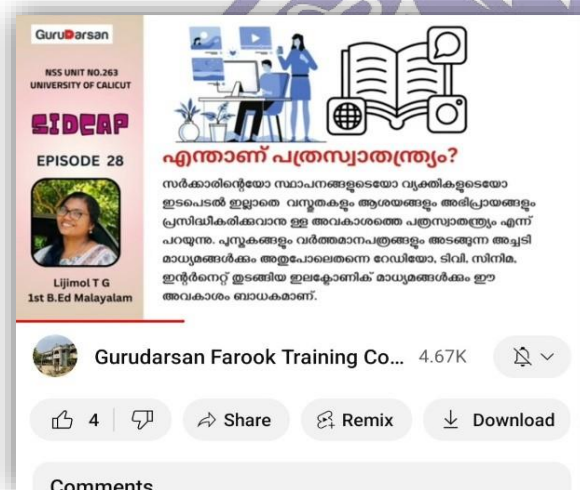 GuruDarsan
NSS UNIT NO.263
UNIVERSITY OF CALICUT
SIDCAP
EPISODE 28
Lijimol T G
1st B.Ed Malayalam
എന്താണ് പത്രസ്വാതന്ത്ര്യം?
സർക്കാരിന്റെയോ സ്ഥാപനങ്ങളുടെയോ വ്യക്തികളുടെയോ
ഇടപെടൽ ഇല്ലാതെ വസ്തുതകളും ആശയങ്ങളും അഭിപ്രായങ്ങളും
പ്രസിദ്ധീകരിക്കുവാനു ള്ള അവകാശത്തെ പത്രസ്വാതന്ത്ര്യം എന്ന്
പറയുന്നു. പുസ്തകങ്ങളും വർത്തമാനപത്രങ്ങളും അടങ്ങുന്ന അച്ചടി
മാധ്യമങ്ങൾക്കും അതുപോലെതന്നെ റേഡിയോ, ടിവി, സിനിമ,
ഇന്റർനെറ്റ് തുടങ്ങിയ ഇലക്ട്രോണിക് മാധ്യമങ്ങൾക്കും ഈ
അവകാശം ബാധകമാണ്.
Gurudarsan Farook Training Co... 4.67K
4 Share Remix Download
Comments